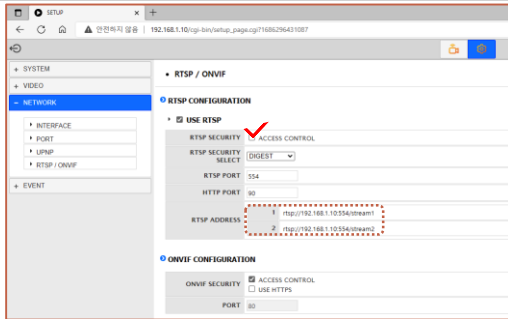 SETUP
안전하지 않음 | 192.168.1.10/cgi-bin/setup_page.cgi?1686296431087
+ SYSTEM
+ VIDEO
- NETWORK
INTERFACE
PORT
UPNP
RTSP / ONVIF
+ EVENT
• RTSP / ONVIF
RTSP CONFIGURATION
USE RTSP
RTSP SECURITY ACCESS CONTROL
RTSP SECURITY SELECT DIGEST
RTSP PORT 554
HTTP PORT 90
RTSP ADDRESS
1 rtsp://192.168.1.10:554/stream1
2 rtsp://192.168.1.10:554/stream2
ONVIF CONFIGURATION
ONVIF SECURITY ACCESS CONTROL
USE HTTPS
PORT 80